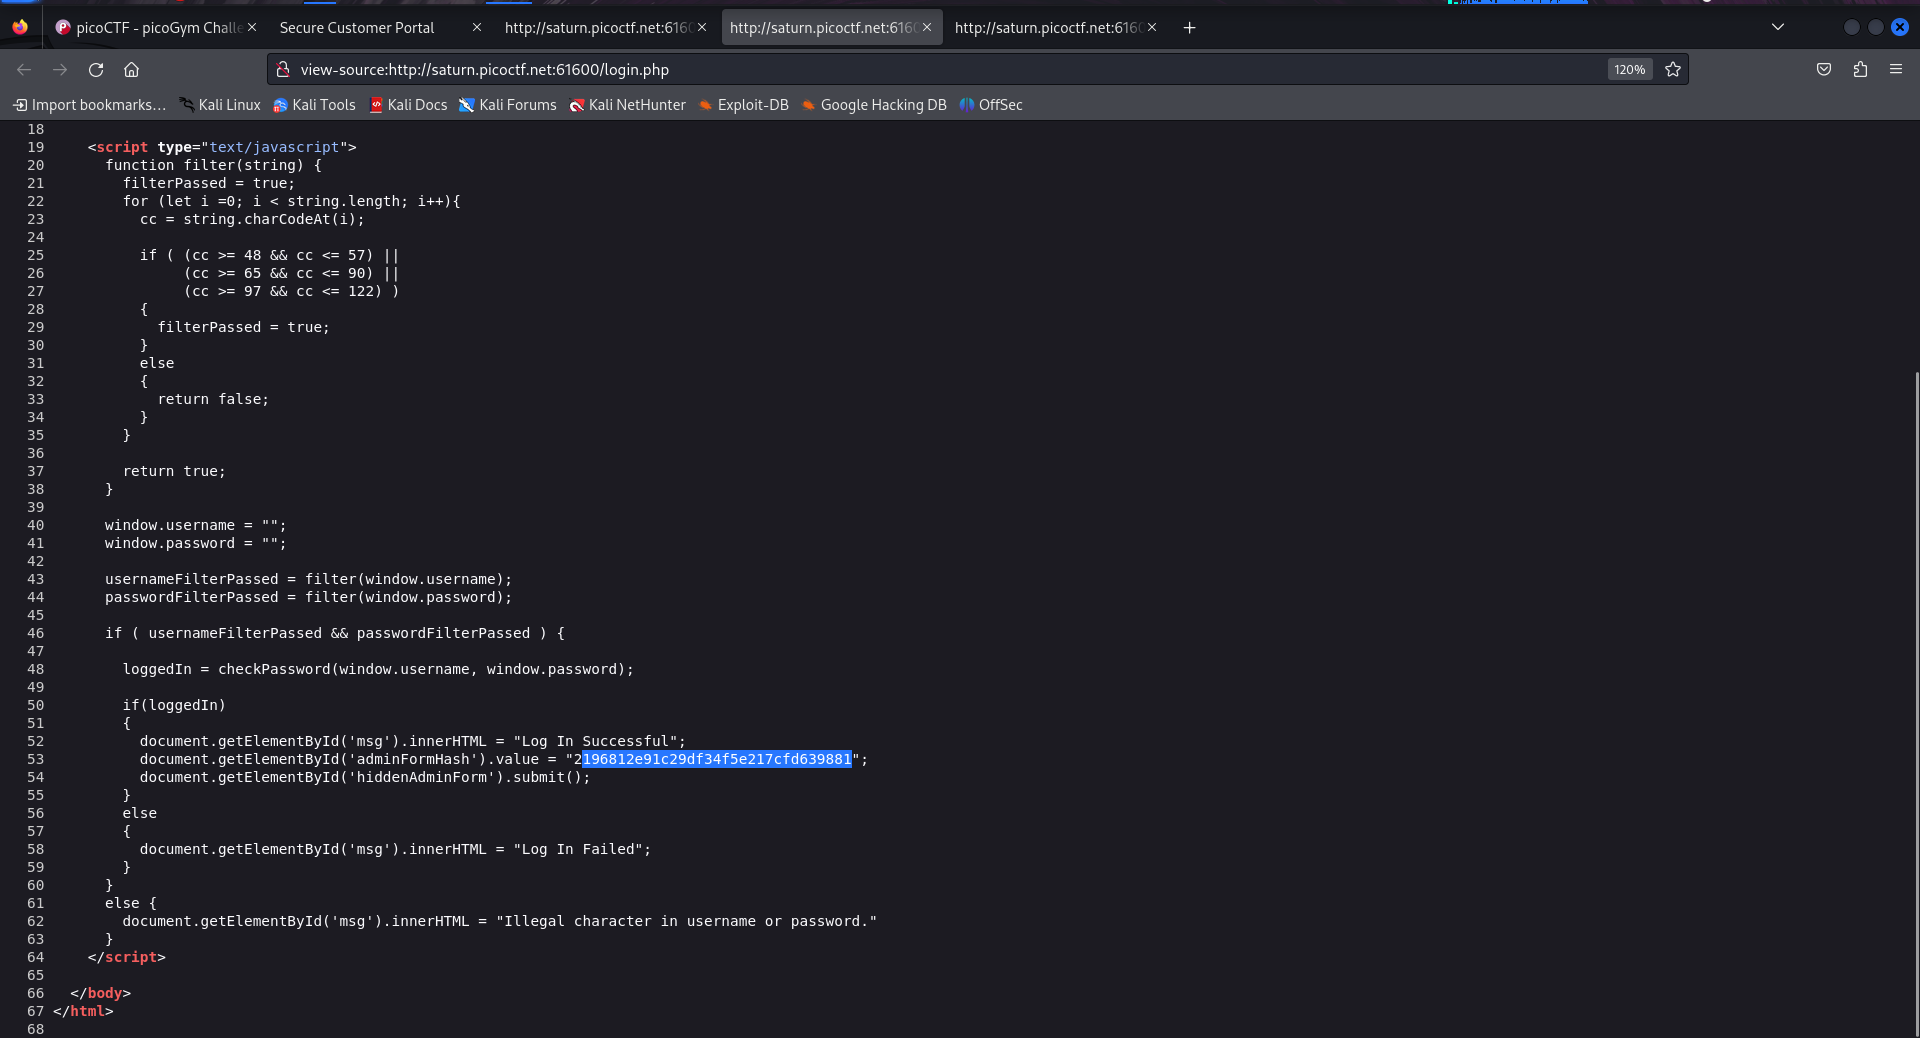 picoCTF - picoGym Challe
Secure Customer Portal
http://saturn.picoctf.net:6160
http://saturn.picoctf.net:6160
http://saturn.picoctf.net:6160
view-source:http://saturn.picoctf.net:61600/login.php
120%
Import bookmarks… Kali Linux Kali Tools Kali Docs Kali Forums Kali NetHunter Exploit-DB Google Hacking DB OffSec
18
19 <script type="text/javascript">
20 function filter(string) {
21 filterPassed = true;
22 for (let i =0; i < string.length; i++){
23 cc = string.charCodeAt(i);
24
25 if ( (cc >= 48 && cc <= 57) ||
26 (cc >= 65 && cc <= 90) ||
27 (cc >= 97 && cc <= 122) )
28 {
29 filterPassed = true;
30 }
31 else
32 {
33 return false;
34 }
35 }
36
37 return true;
38 }
39
40 window.username = "";
41 window.password = "";
42
43 usernameFilterPassed = filter(window.username);
44 passwordFilterPassed = filter(window.password);
45
46 if ( usernameFilterPassed && passwordFilterPassed ) {
47
48 loggedIn = checkPassword(window.username, window.password);
49
50 if(loggedIn)
51 {
52 document.getElementById('msg').innerHTML = "Log In Successful";
53 document.getElementById('adminFormHash').value = "2196812e91c29df34f5e217cfd639881";
54 document.getElementById('hiddenAdminForm').submit();
55 }
56 else
57 {
58 document.getElementById('msg').innerHTML = "Log In Failed";
59 }
60 }
61 else {
62 document.getElementById('msg').innerHTML = "Illegal character in username or password."
63 }
64 </script>
65
66 </body>
67 </html>
68